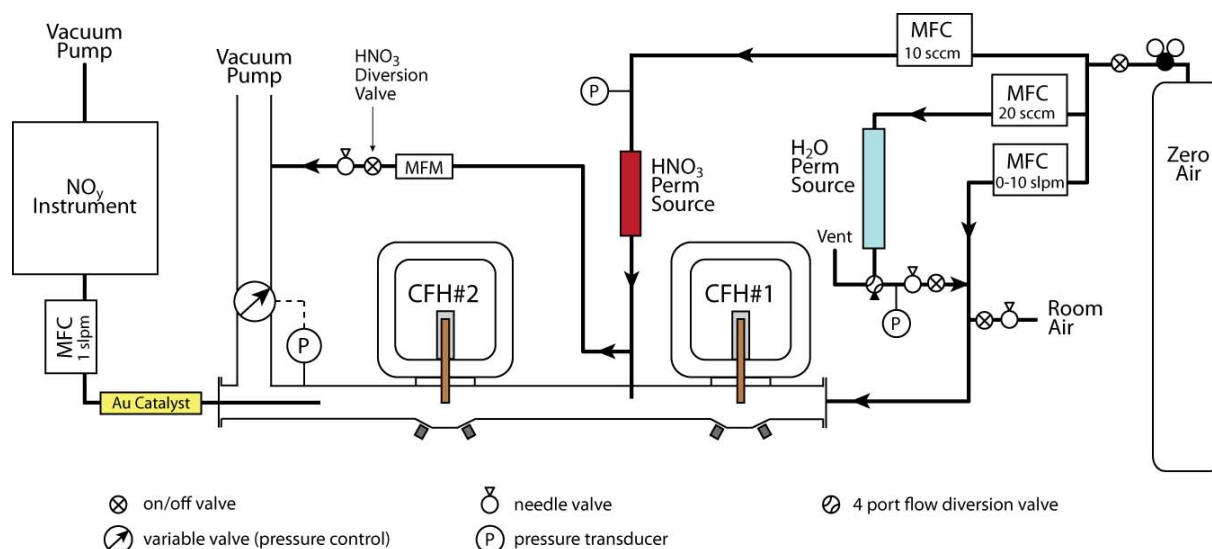 Vacuum
Pump
NOy
Instrument
MFC
1 slpm
Au Catalyst
Vacuum
Pump
HNO3
Diversion
Valve
MFM
P
CFH#2
P
HNO3
Perm
Source
CFH#1
MFC
10 sccm
MFC
20 sccm
MFC
0-10 slpm
H2O
Perm
Source
Vent
P
Room
Air
Zero
Air
on/off valve
needle valve
4 port flow diversion valve
variable valve (pressure control)
P
pressure transducer